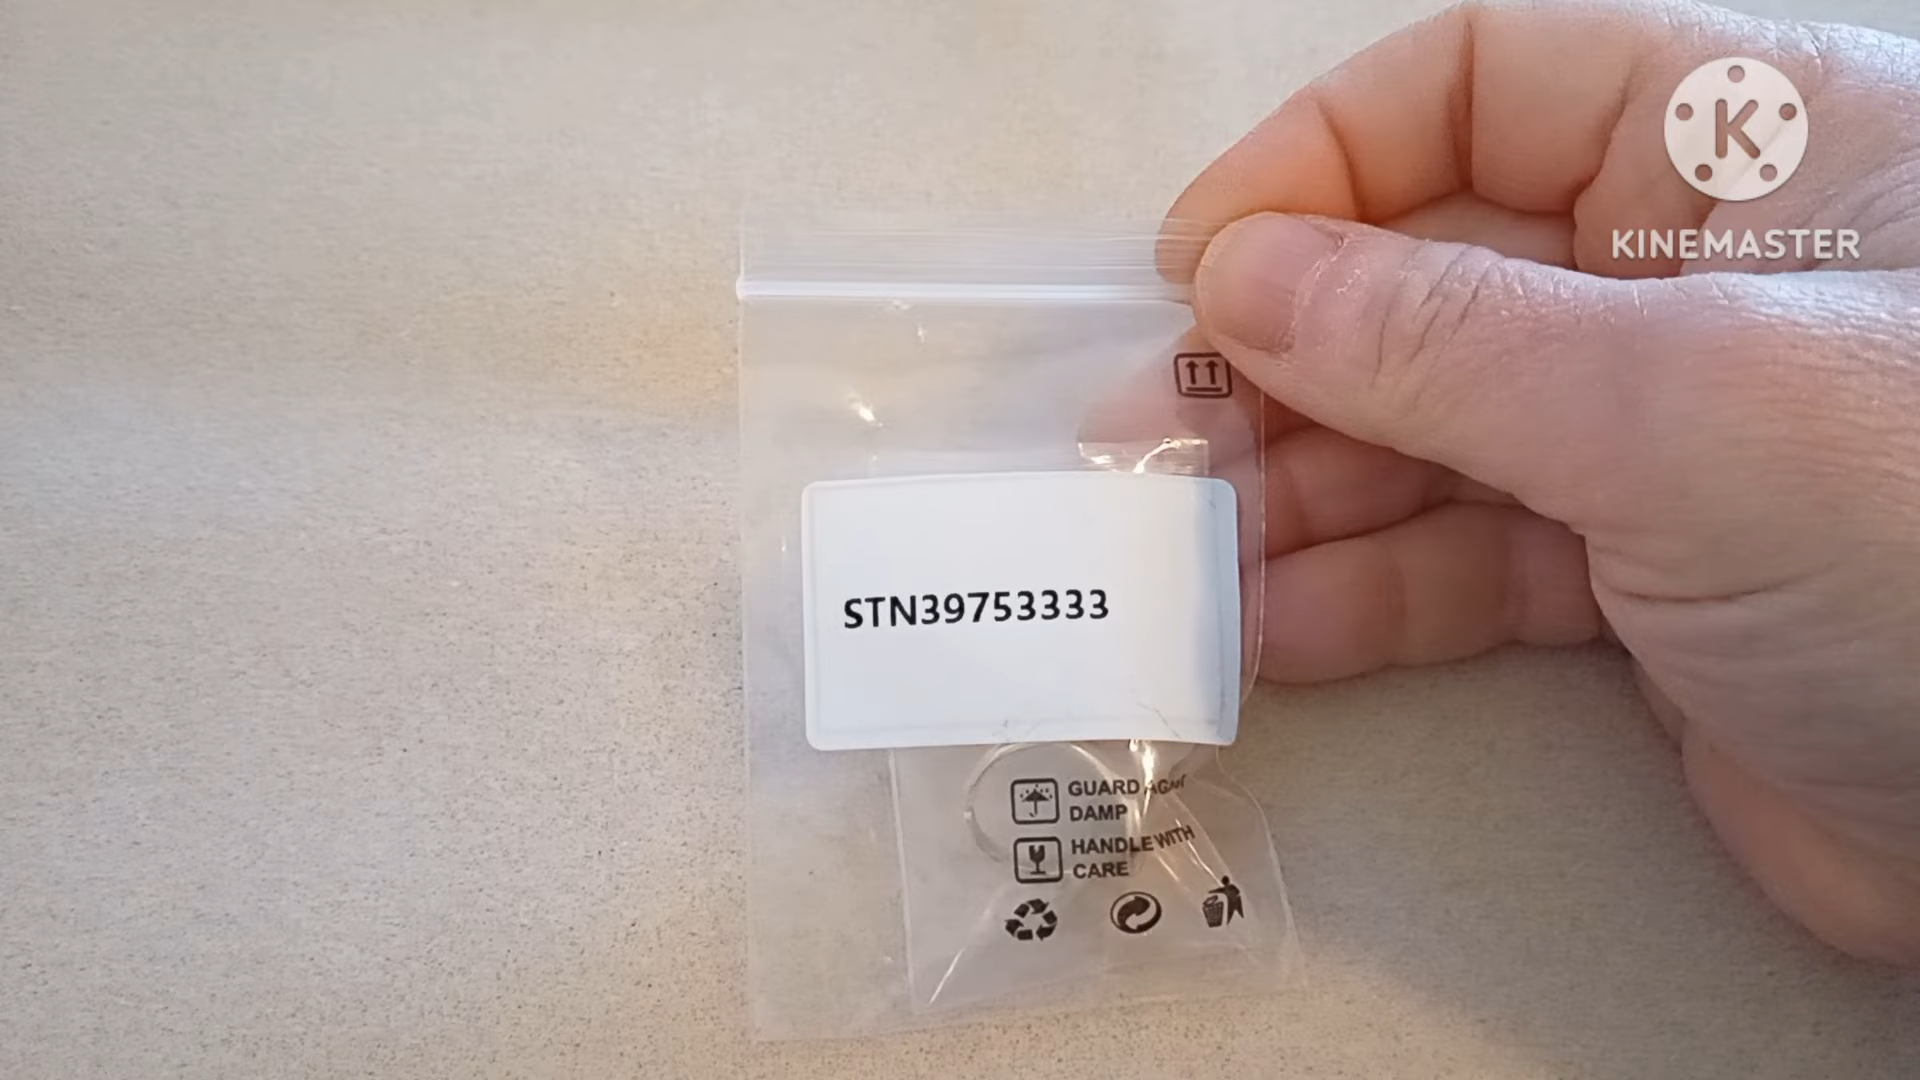 K
KINEMASTER
STN39753333
GUARD
DAMP
HANDLE WITH
CARE